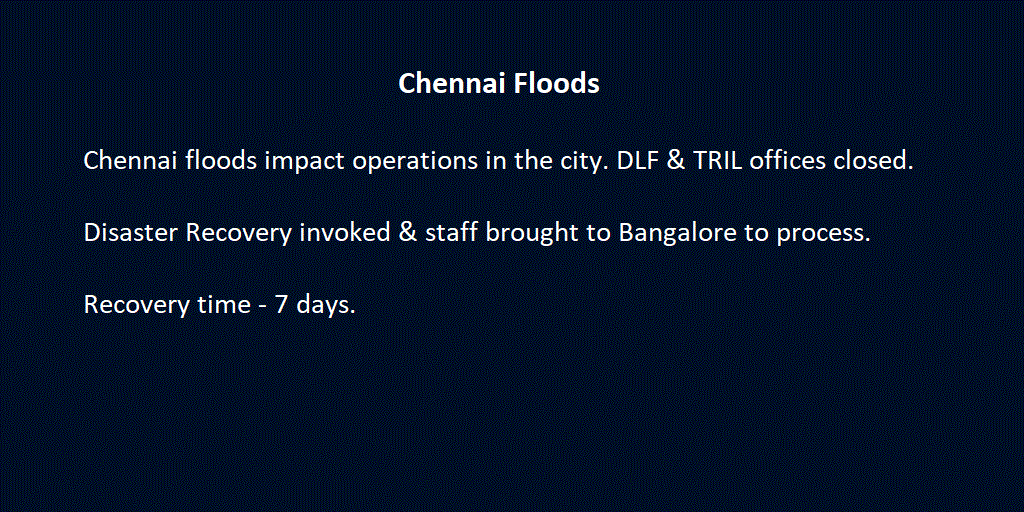 Chennai Floods
Chennai floods impact operations in the city. DLF & TRIL offices closed.
Disaster Recovery invoked & staff brought to Bangalore to process.
Recovery time - 7 days.